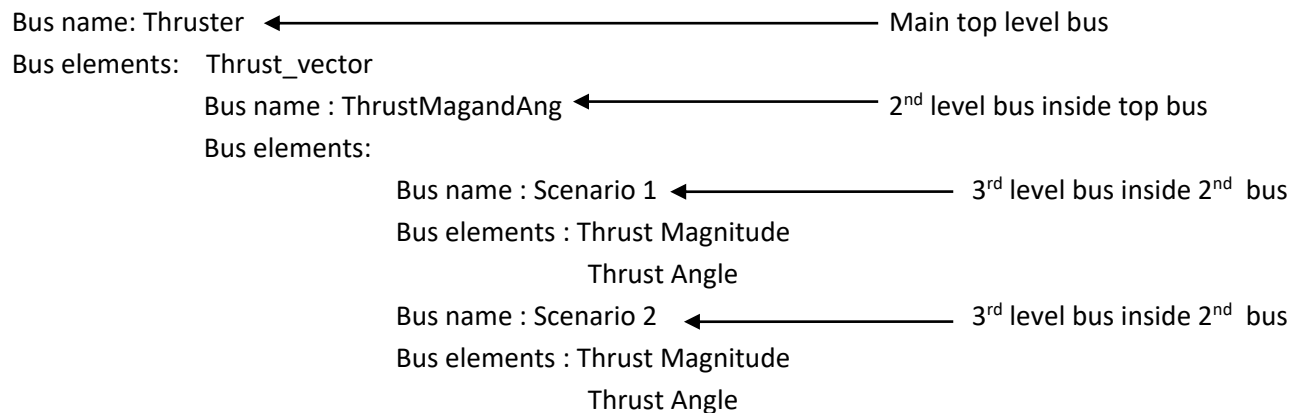 Bus name: Thruster Main top level bus
Bus elements: Thrust_vector
Bus name : ThrustMagandAng 2nd level bus inside top bus
Bus elements:
Bus name : Scenario 1 3rd level bus inside 2nd bus
Bus elements : Thrust Magnitude
Thrust Angle
Bus name : Scenario 2 3rd level bus inside 2nd bus
Bus elements : Thrust Magnitude
Thrust Angle